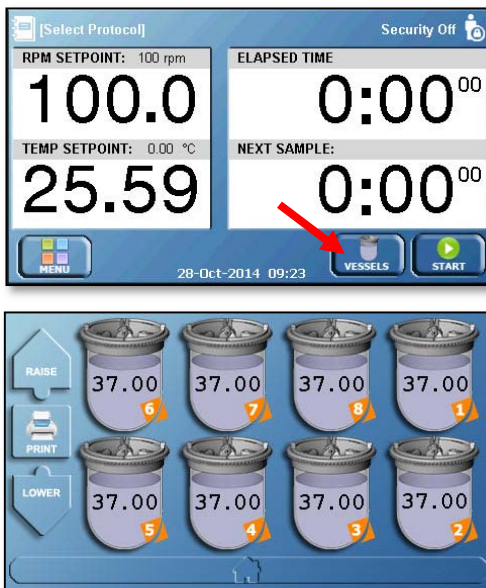 [Select Protocol] Security Off
RPM SETPOINT: 100 rpm ELAPSED TIME
100.0 0:00 00
TEMP SETPOINT: 0.00 °C NEXT SAMPLE:
25.59 0:00 00
MENU 28-Oct-2014 09:23 VESSELS START
RAISE
37.00 37.00 37.00 37.00
6 7 8 1
PRINT
LOWER
37.00 37.00 37.00 37.00
5 4 3 2